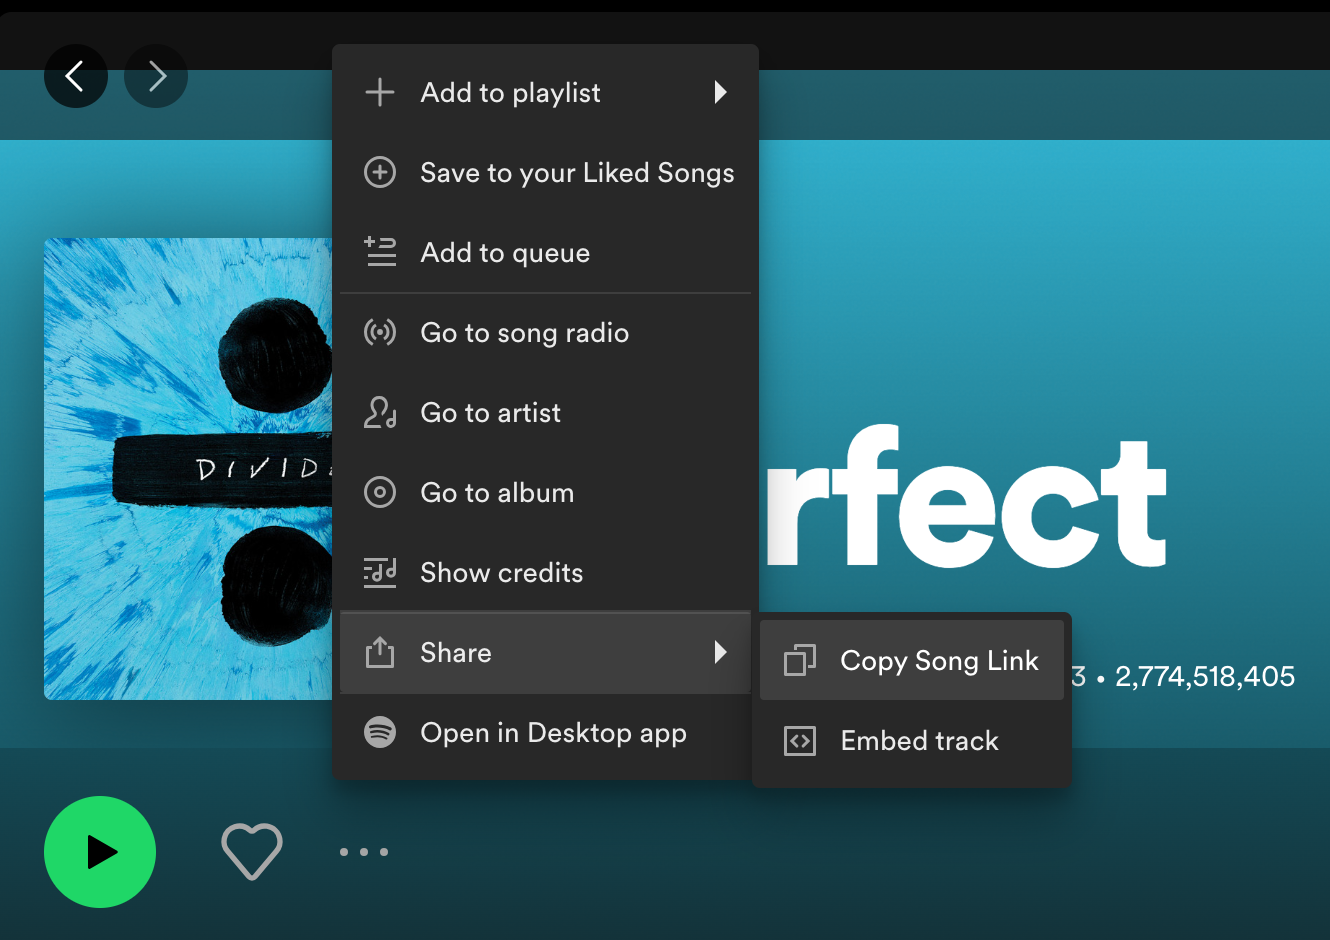 Add to playlist
Save to your Liked Songs
Add to queue
Go to song radio
Go to artist
Go to album
Show credits
Share
Open in Desktop app
Copy Song Link
Embed track
DIVID
rfect
3 • 2,774,518,405